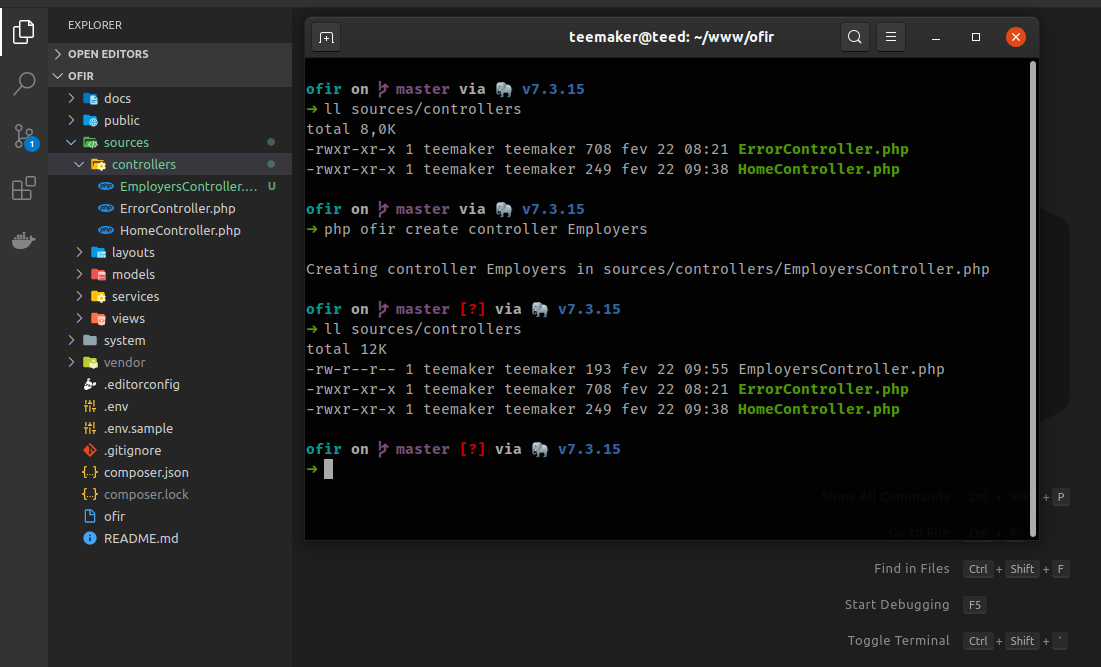 EXPLORER
OPEN EDITORS
OFIR
docs
public
sources
controllers
EmployersController.... U
ErrorController.php
HomeController.php
layouts
models
services
views
system
vendor
.editorconfig
.env
.env.sample
.gitignore
composer.json
composer.lock
ofir
README.md
1
teemaker@teed: ~/www/ofir
ofir on master via 🐘 v7.3.15
➜ ll sources/controllers
total 8,0K
-rwxr-xr-x 1 teemaker teemaker 708 fev 22 08:21 ErrorController.php
-rwxr-xr-x 1 teemaker teemaker 249 fev 22 09:38 HomeController.php
ofir on master via 🐘 v7.3.15
➜ php ofir create controller Employers
Creating controller Employers in sources/controllers/EmployersController.php
ofir on master [?] via 🐘 v7.3.15
➜ ll sources/controllers
total 12K
-rw-r--r-- 1 teemaker teemaker 193 fev 22 09:55 EmployersController.php
-rwxr-xr-x 1 teemaker teemaker 708 fev 22 08:21 ErrorController.php
-rwxr-xr-x 1 teemaker teemaker 249 fev 22 09:38 HomeController.php
ofir on master [?] via 🐘 v7.3.15
➜
Show All Commands Ctrl + Shift + P
Go to File Ctrl + P
Find in Files Ctrl + Shift + F
Start Debugging F5
Toggle Terminal Ctrl + Shift + ´